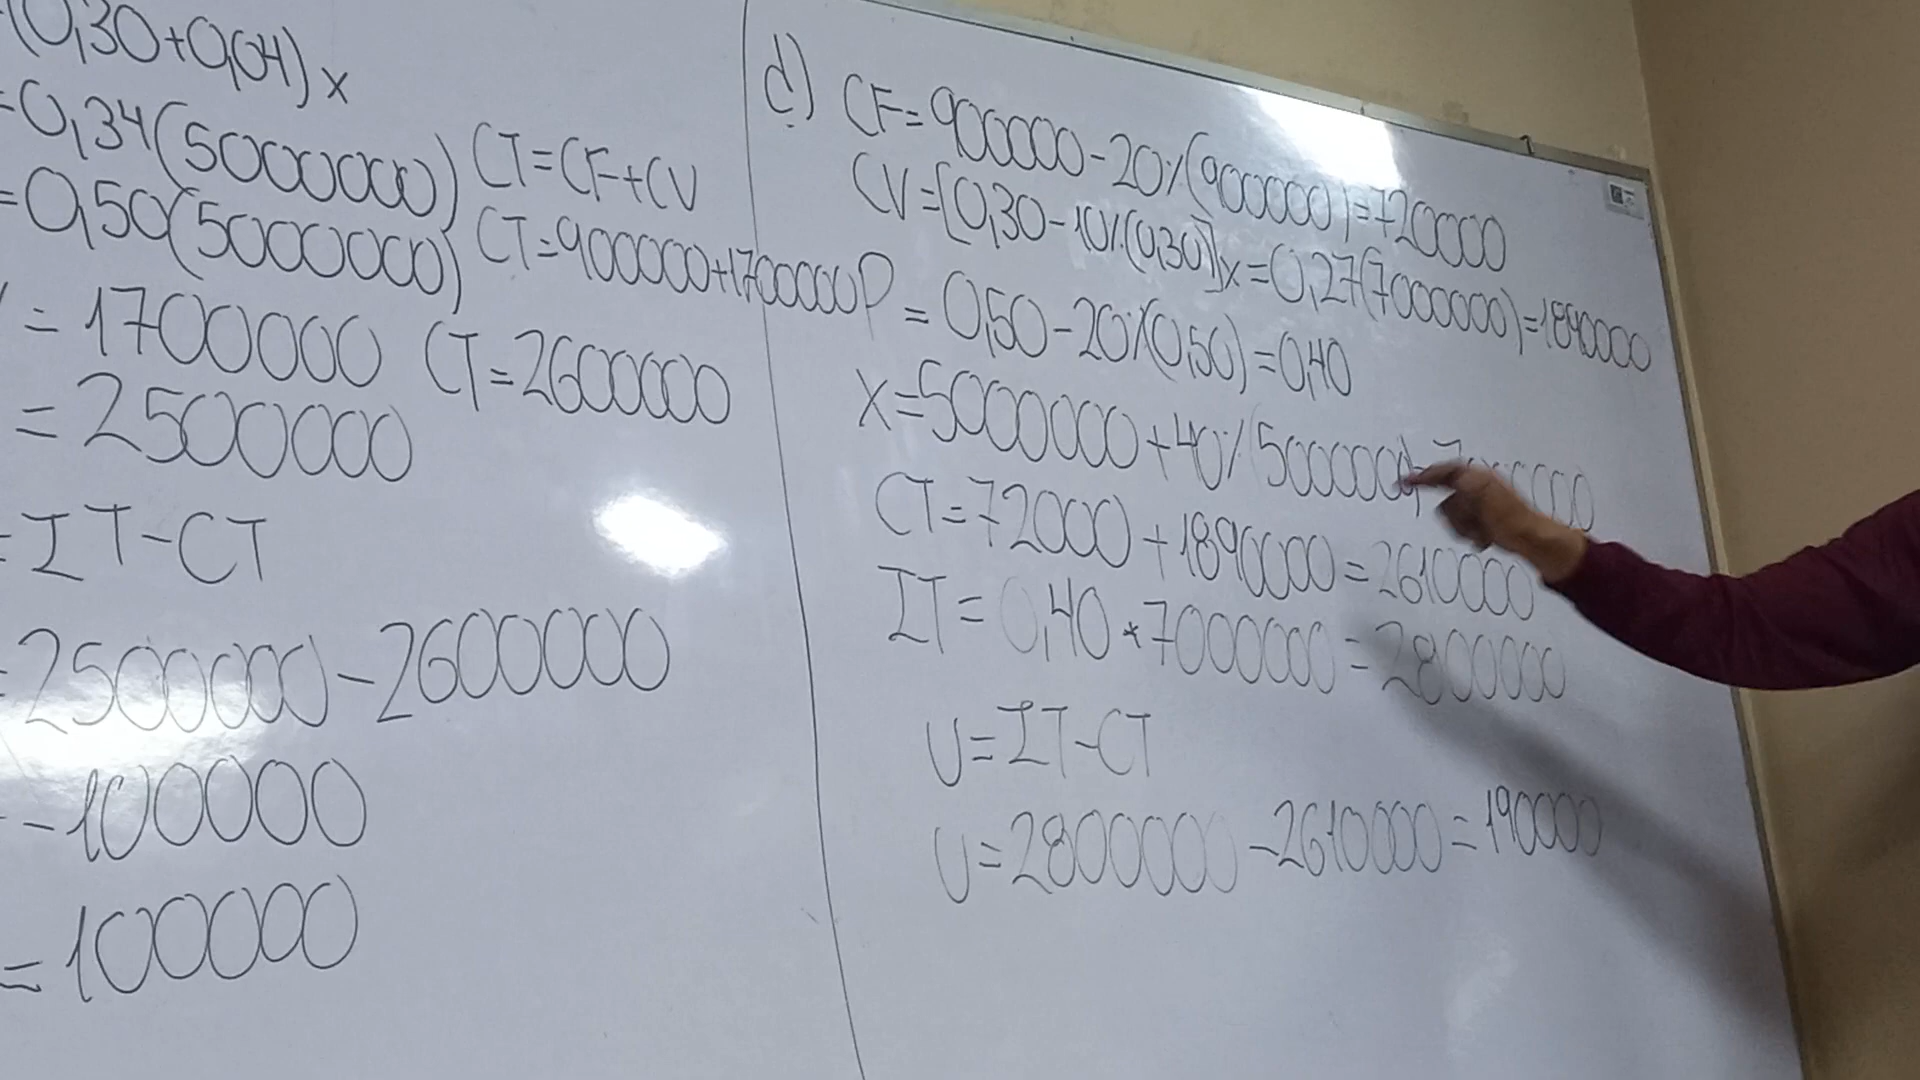 (0,30+0,04)x
=0,34(5000000)
=0,50(5000000)
= 1700000
= 2500000
CT=CF+CV
CT=900000+1700000
CT=2600000
=IT-CT
2500000-2600000
-100000
=100000
d) CF=900000-20%(900000)=720000
CV=[0,30-10%(0,30)]x=0,27(7000000)=1890000
P=0,50-20%(0,50)=0,40
X=5000000+40%(5000000)
CT=72000+1890000=2610000
IT=0,40*7000000=2800000
U=IT-CT
U=2800000-2610000=190000